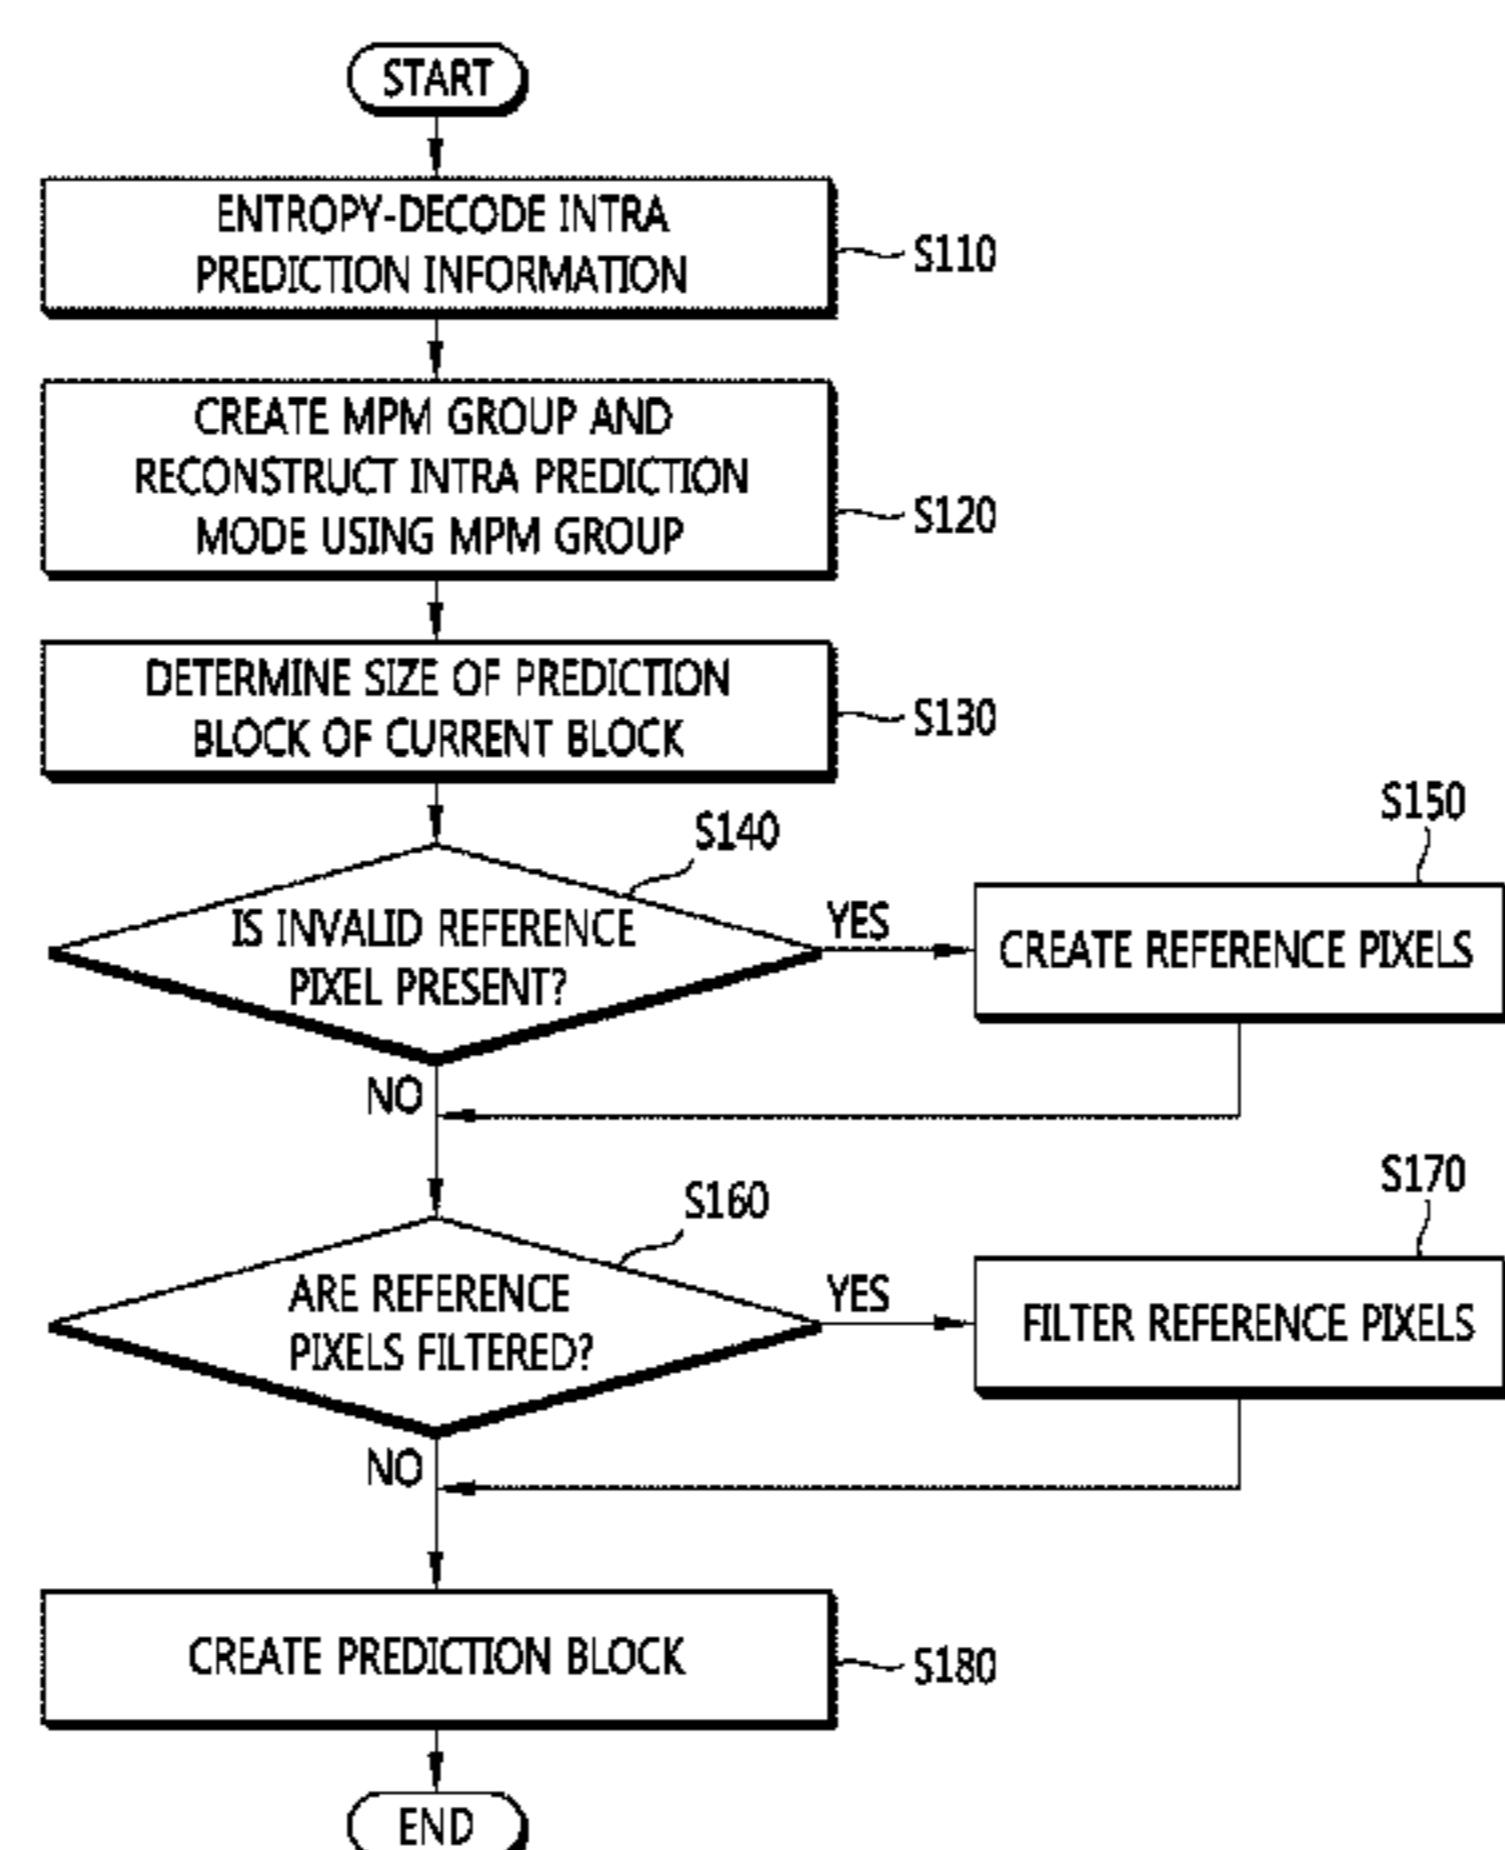 START
ENTROPY-DECODE INTRA
PREDICTION INFORMATION
S110
CREATE MPM GROUP AND
RECONSTRUCT INTRA PREDICTION
MODE USING MPM GROUP
S120
DETERMINE SIZE OF PREDICTION
BLOCK OF CURRENT BLOCK
S130
S140
IS INVALID REFERENCE
PIXEL PRESENT?
YES
S150
CREATE REFERENCE PIXELS
NO
S160
ARE REFERENCE
PIXELS FILTERED?
YES
S170
FILTER REFERENCE PIXELS
NO
CREATE PREDICTION BLOCK
S180
END